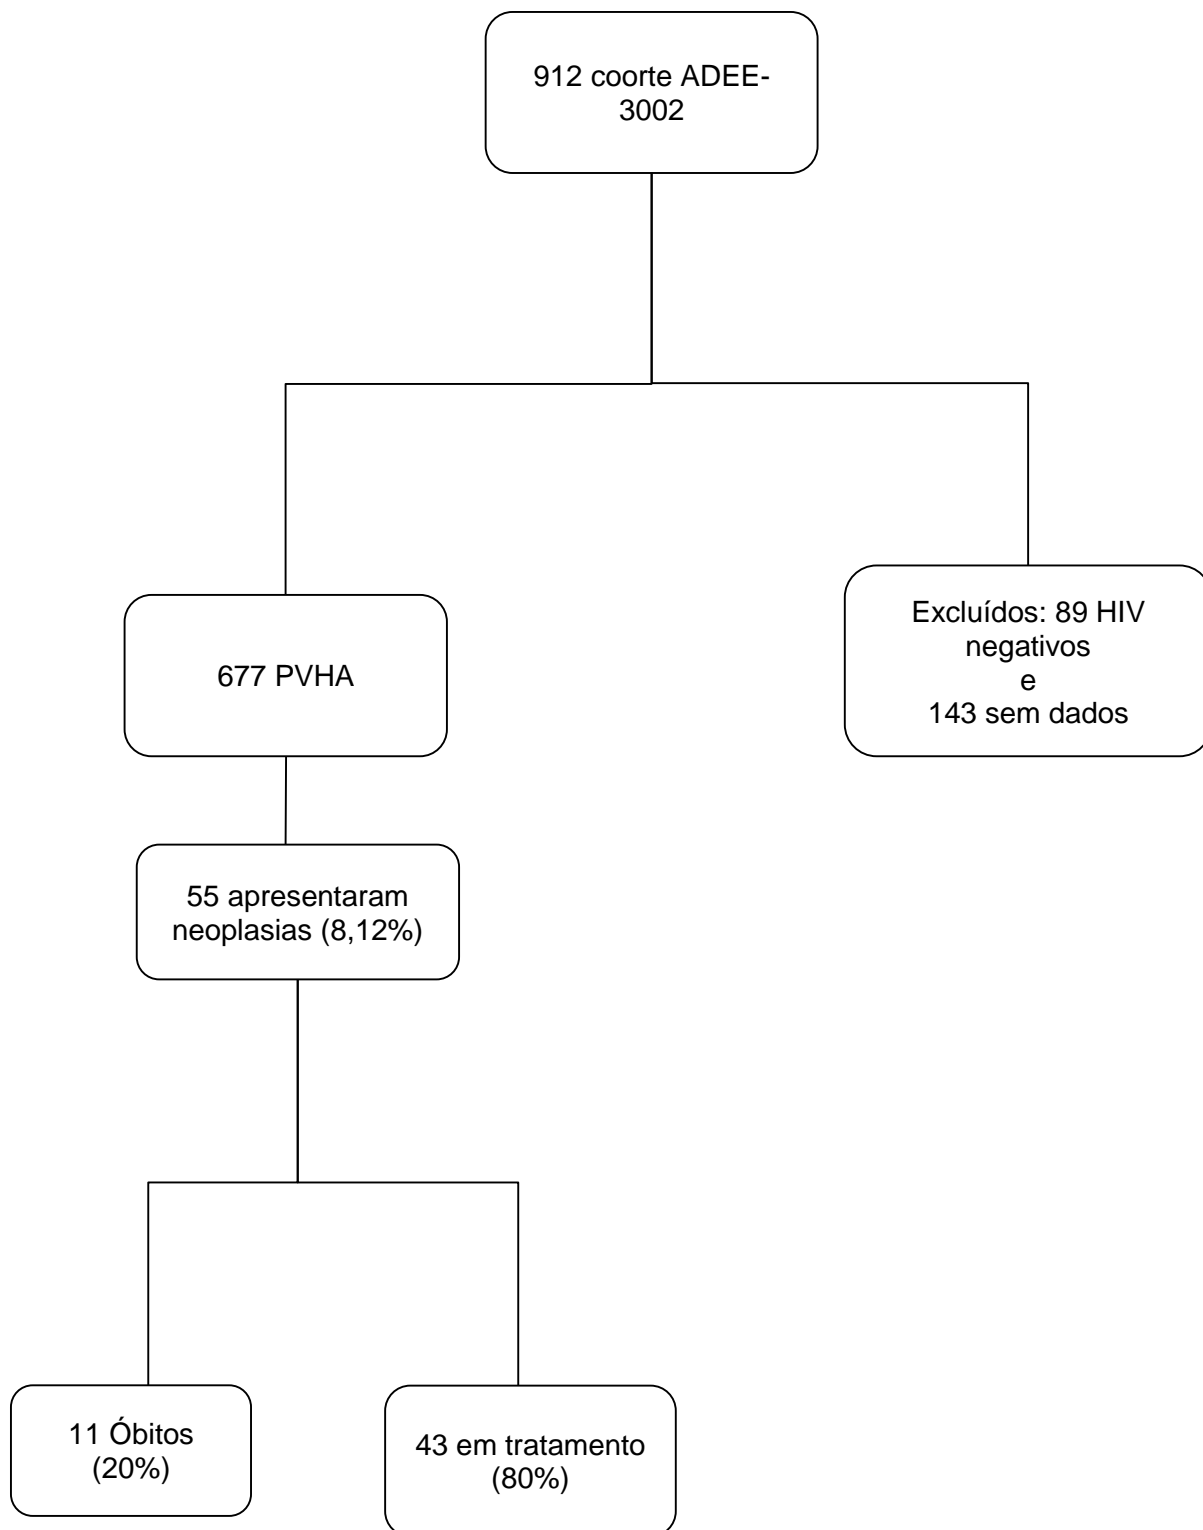 912 coorte ADEE-
3002
Excluídos: 89 HIV
negativos
e
143 sem dados
677 PVHA
55 apresentaram
neoplasias (8,12%)
11 Óbitos
(20%)
43 em tratamento
(80%)